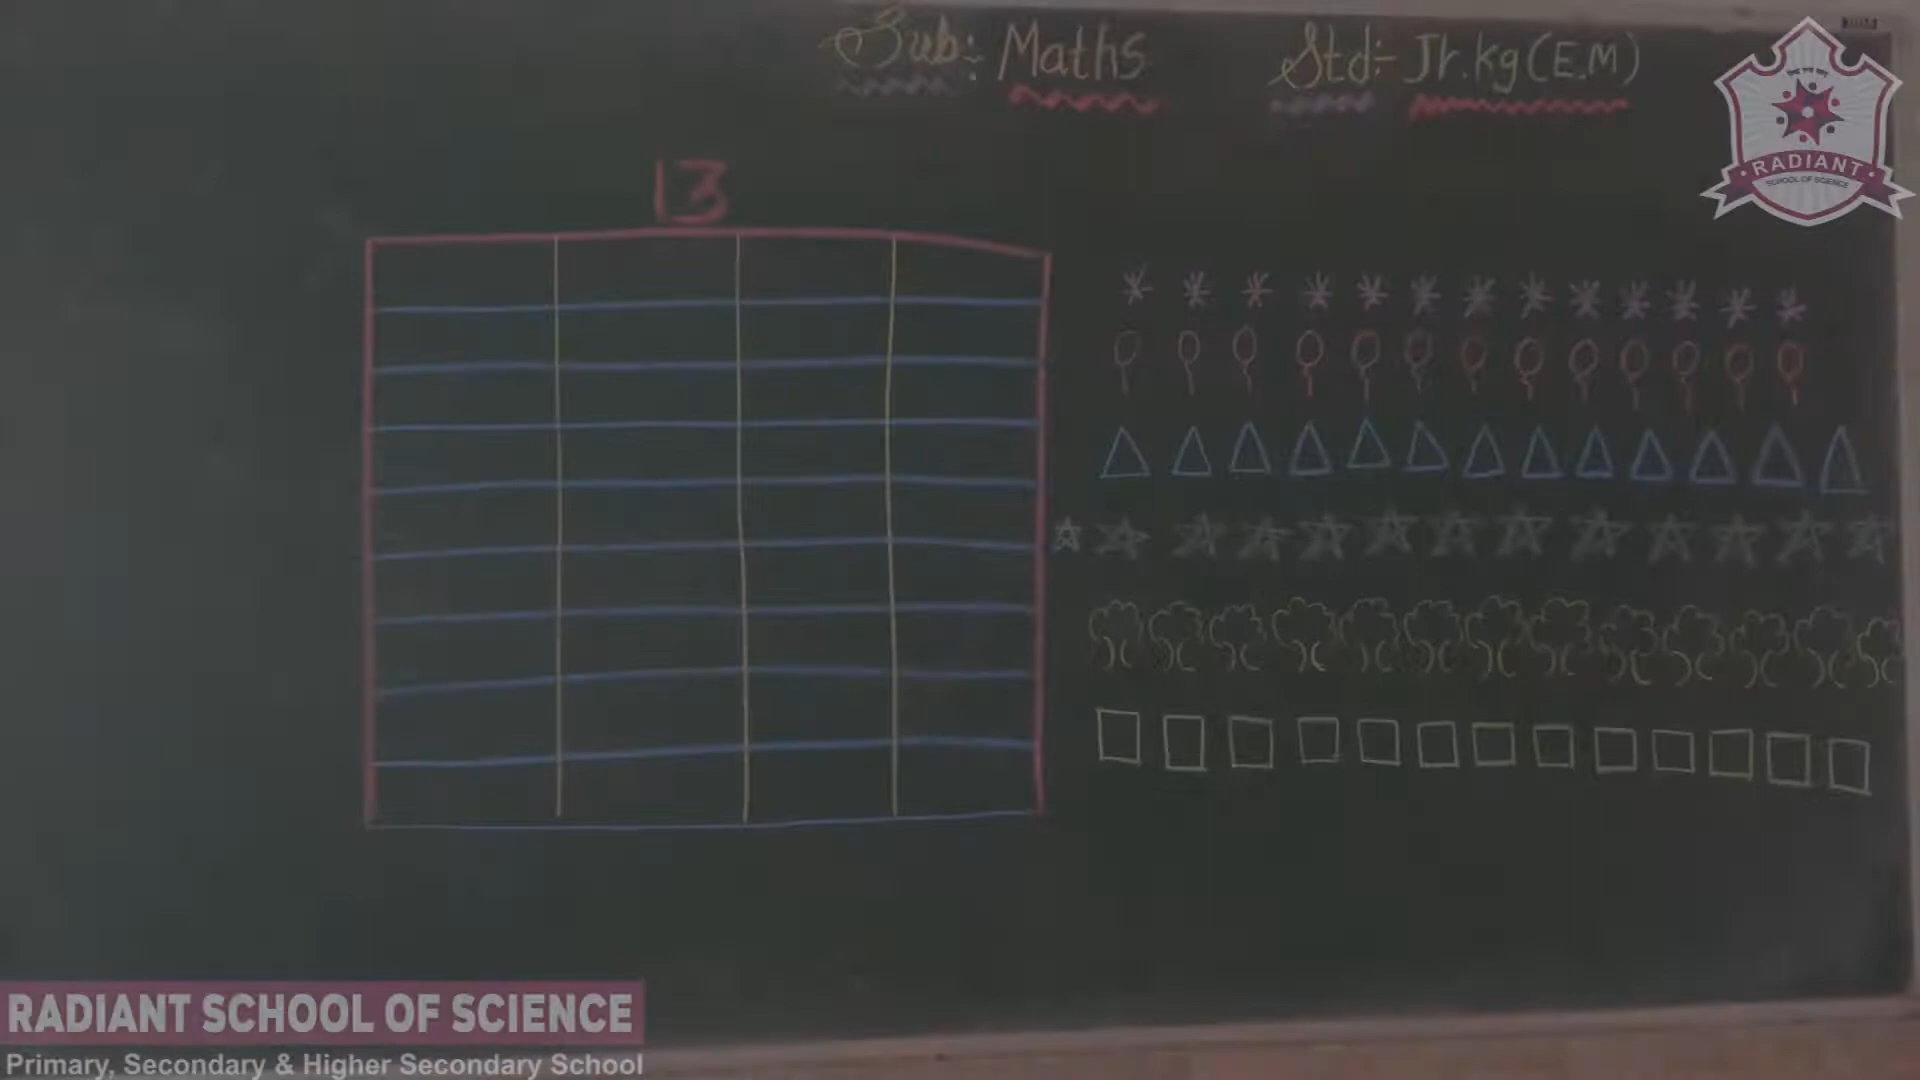 Sub:- Maths Std:- Jr.kg(E.M)
13
RADIANT
SCHOOL OF SCIENCE
RADIANT SCHOOL OF SCIENCE
Primary, Secondary & Higher Secondary School